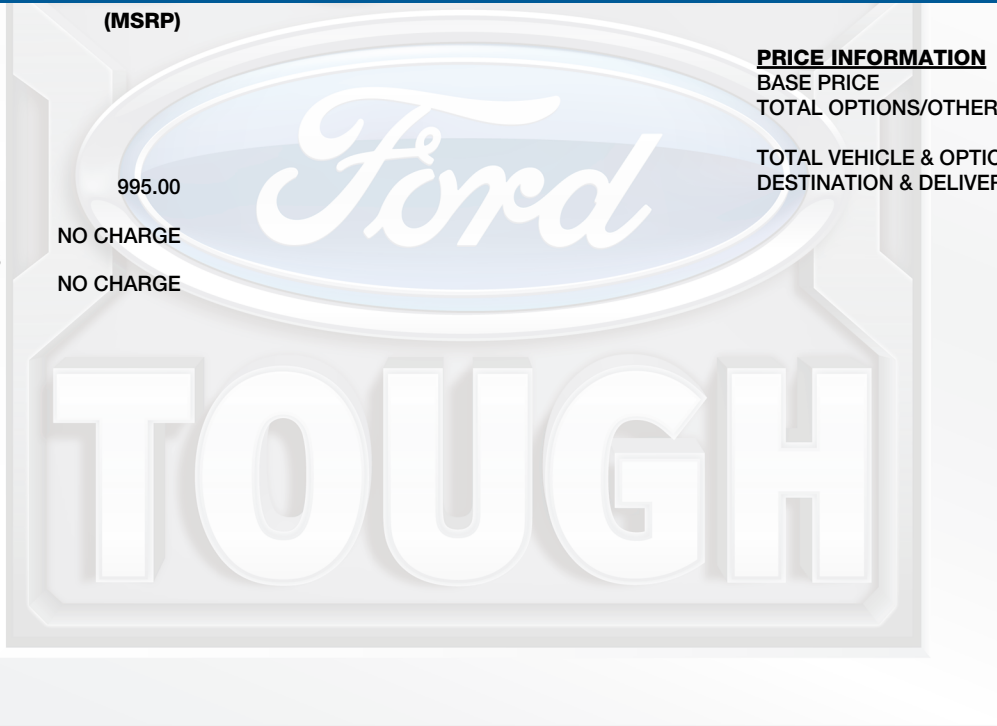 (MSRP)
995.00
NO CHARGE
NO CHARGE
PRICE INFORMATION
BASE PRICE
TOTAL OPTIONS/OTHER
TOTAL VEHICLE & OPTIO
DESTINATION & DELIVER
Ford
TOUGH